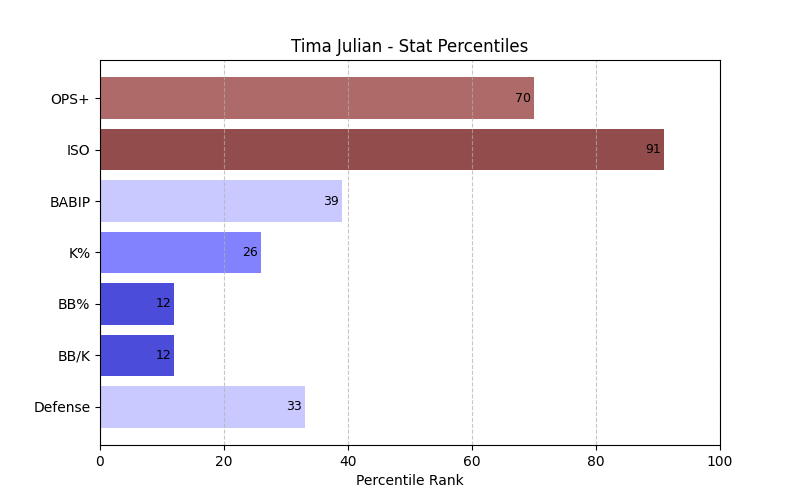 Tima Julian - Stat Percentiles
OPS+ 70
ISO 91
BABIP 39
K% 26
BB% 12
BB/K 12
Defense 33
0 20 40 60 80 100
Percentile Rank